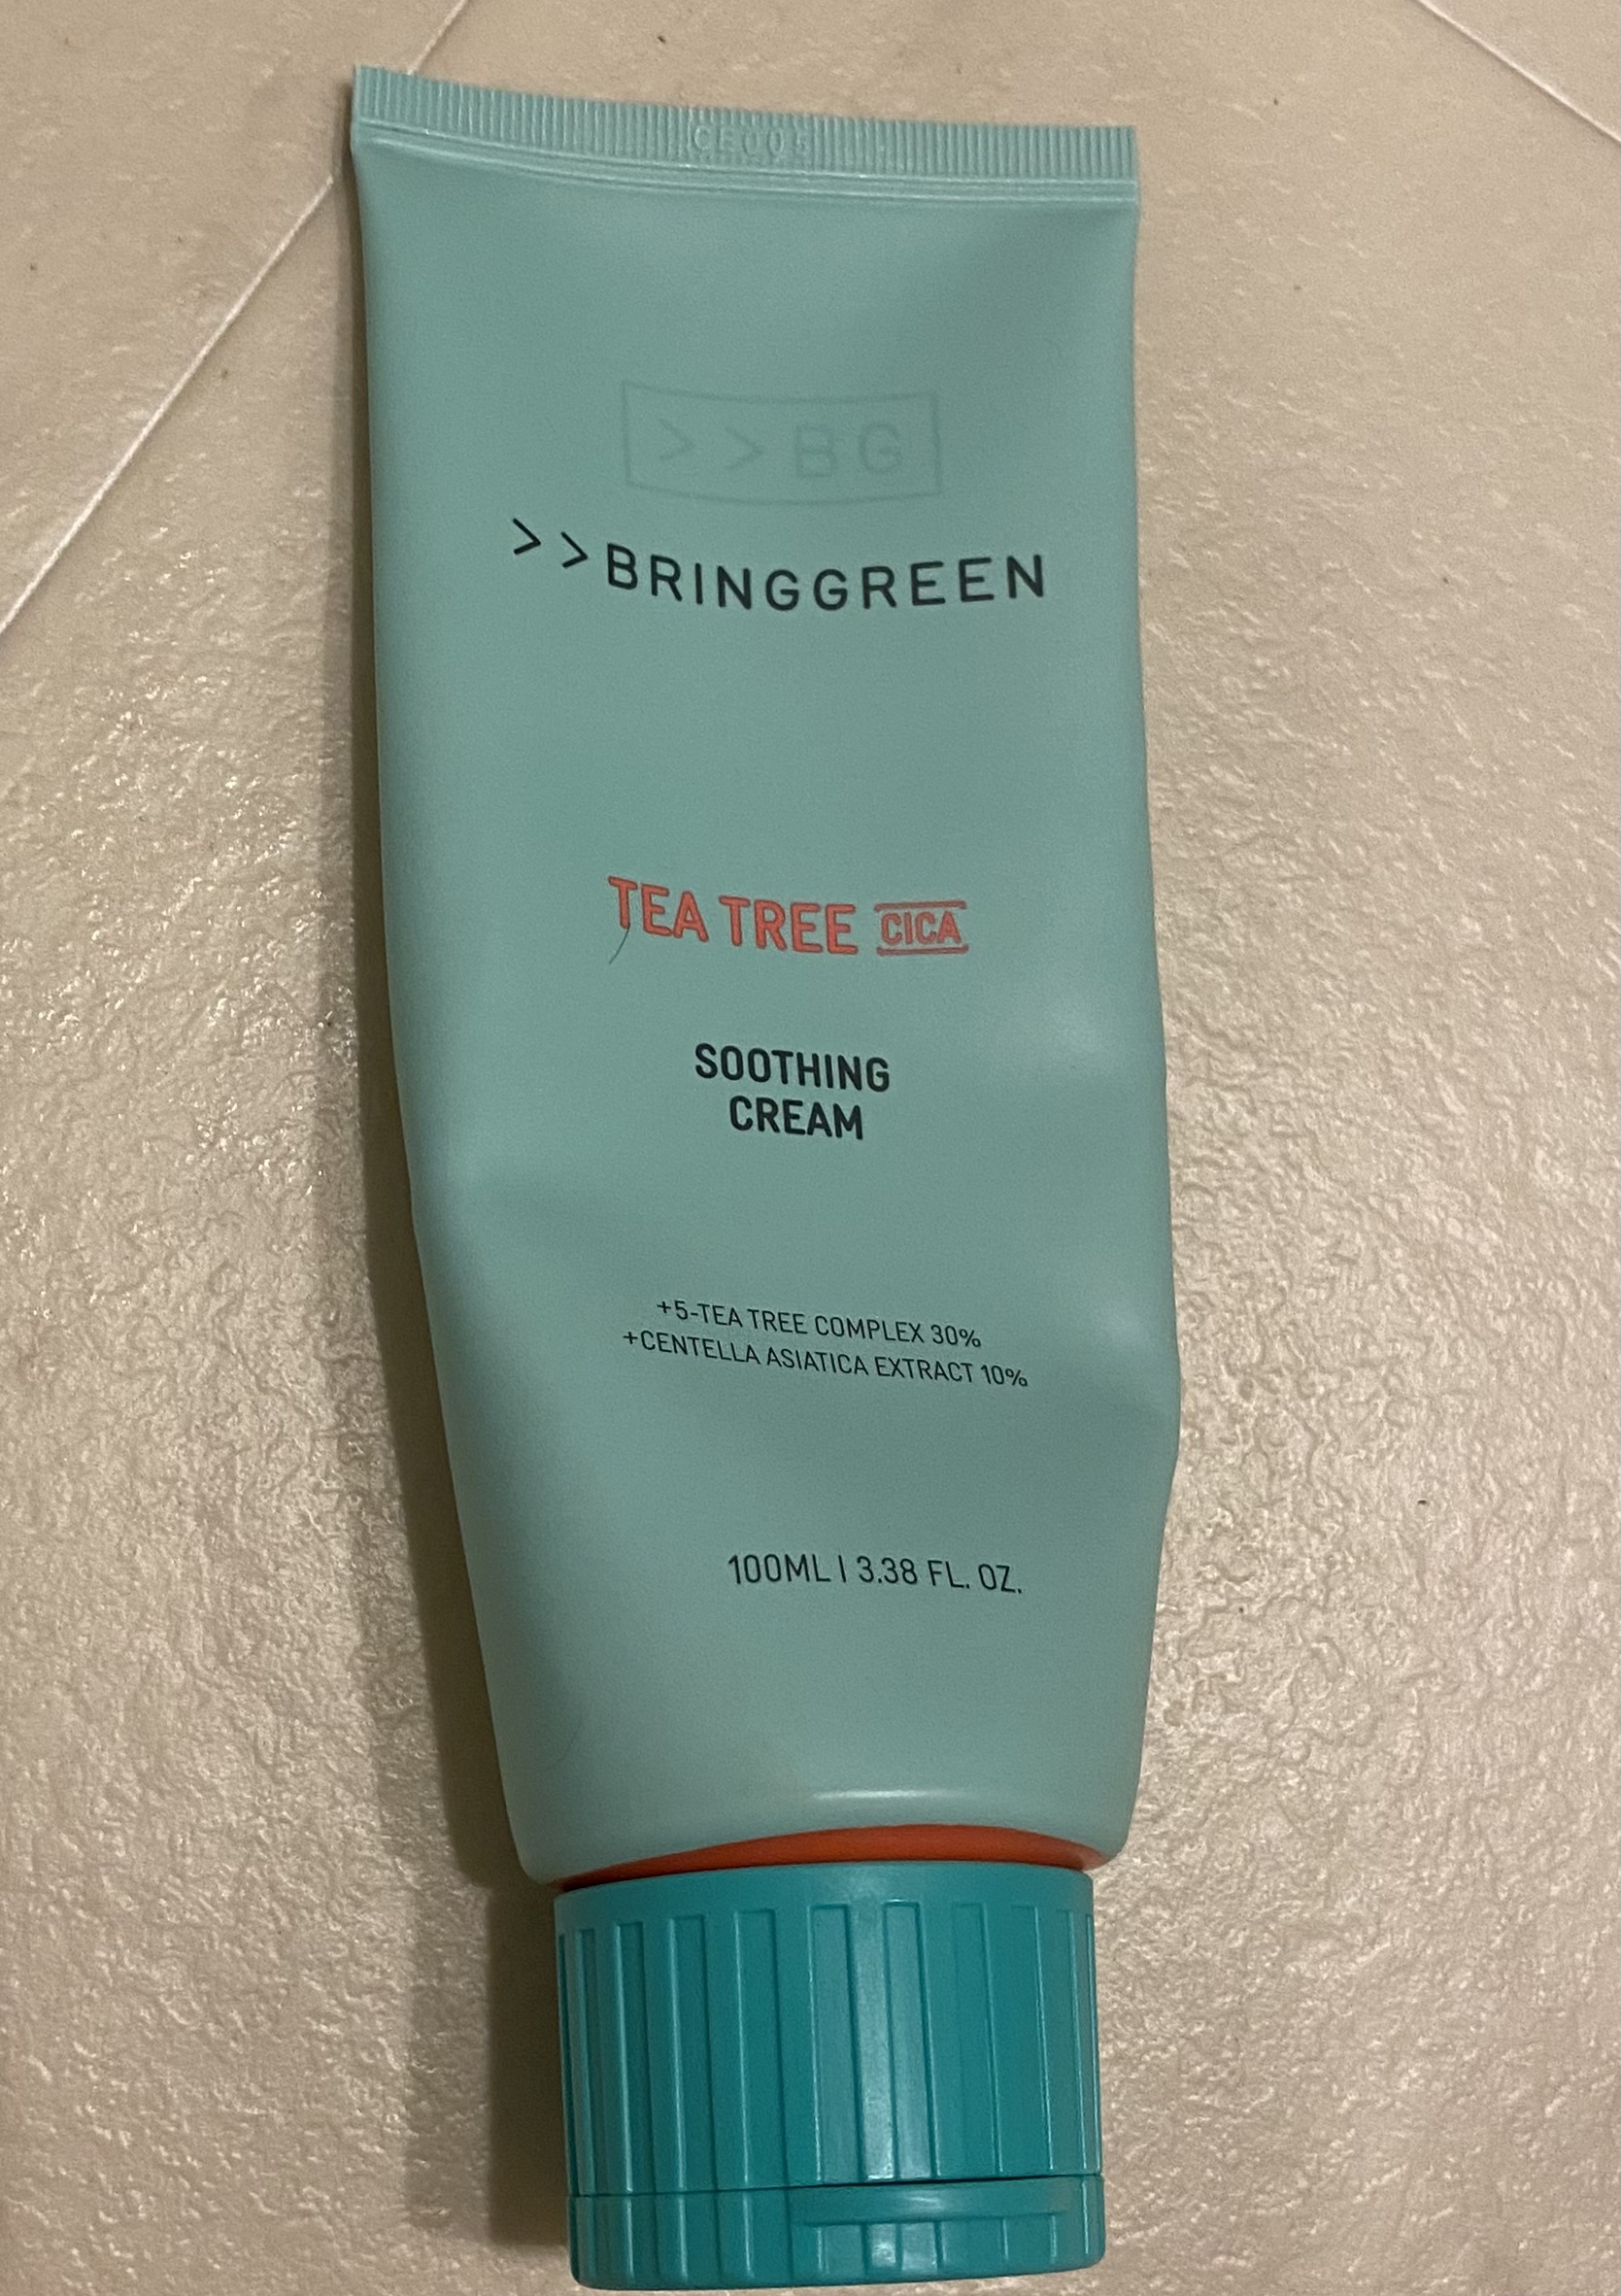 CE005
>>BG
>>BRINGGREEN
TEA TREE CICA
SOOTHING
CREAM
+5-TEA TREE COMPLEX 30%
+CENTELLA ASIATICA EXTRACT 10%
100ML | 3.38 FL. OZ.